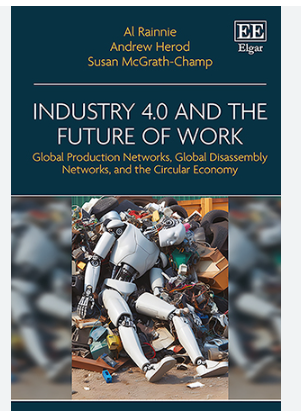 Al Rainnie
Andrew Herod
Susan McGrath-Champ
EE
Elgar
INDUSTRY 4.0 AND THE
FUTURE OF WORK
Global Production Networks, Global Disassembly
Networks, and the Circular Economy